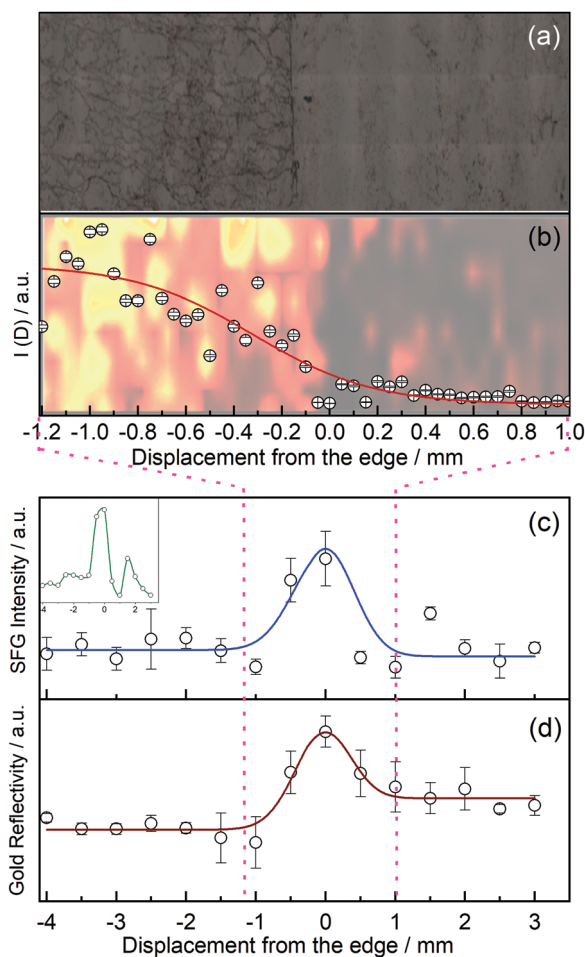 (a)
(b)
I (D) / a.u.
-1.2 -1.0 -0.8 -0.6 -0.4 -0.2 0.0 0.2 0.4 0.6 0.8 1.0
Displacement from the edge / mm
(c)
-4 -2 0 2
SFG Intensity / a.u.
(d)
Gold Reflectivity / a.u.
-4 -3 -2 -1 0 1 2 3
Displacement from the edge / mm